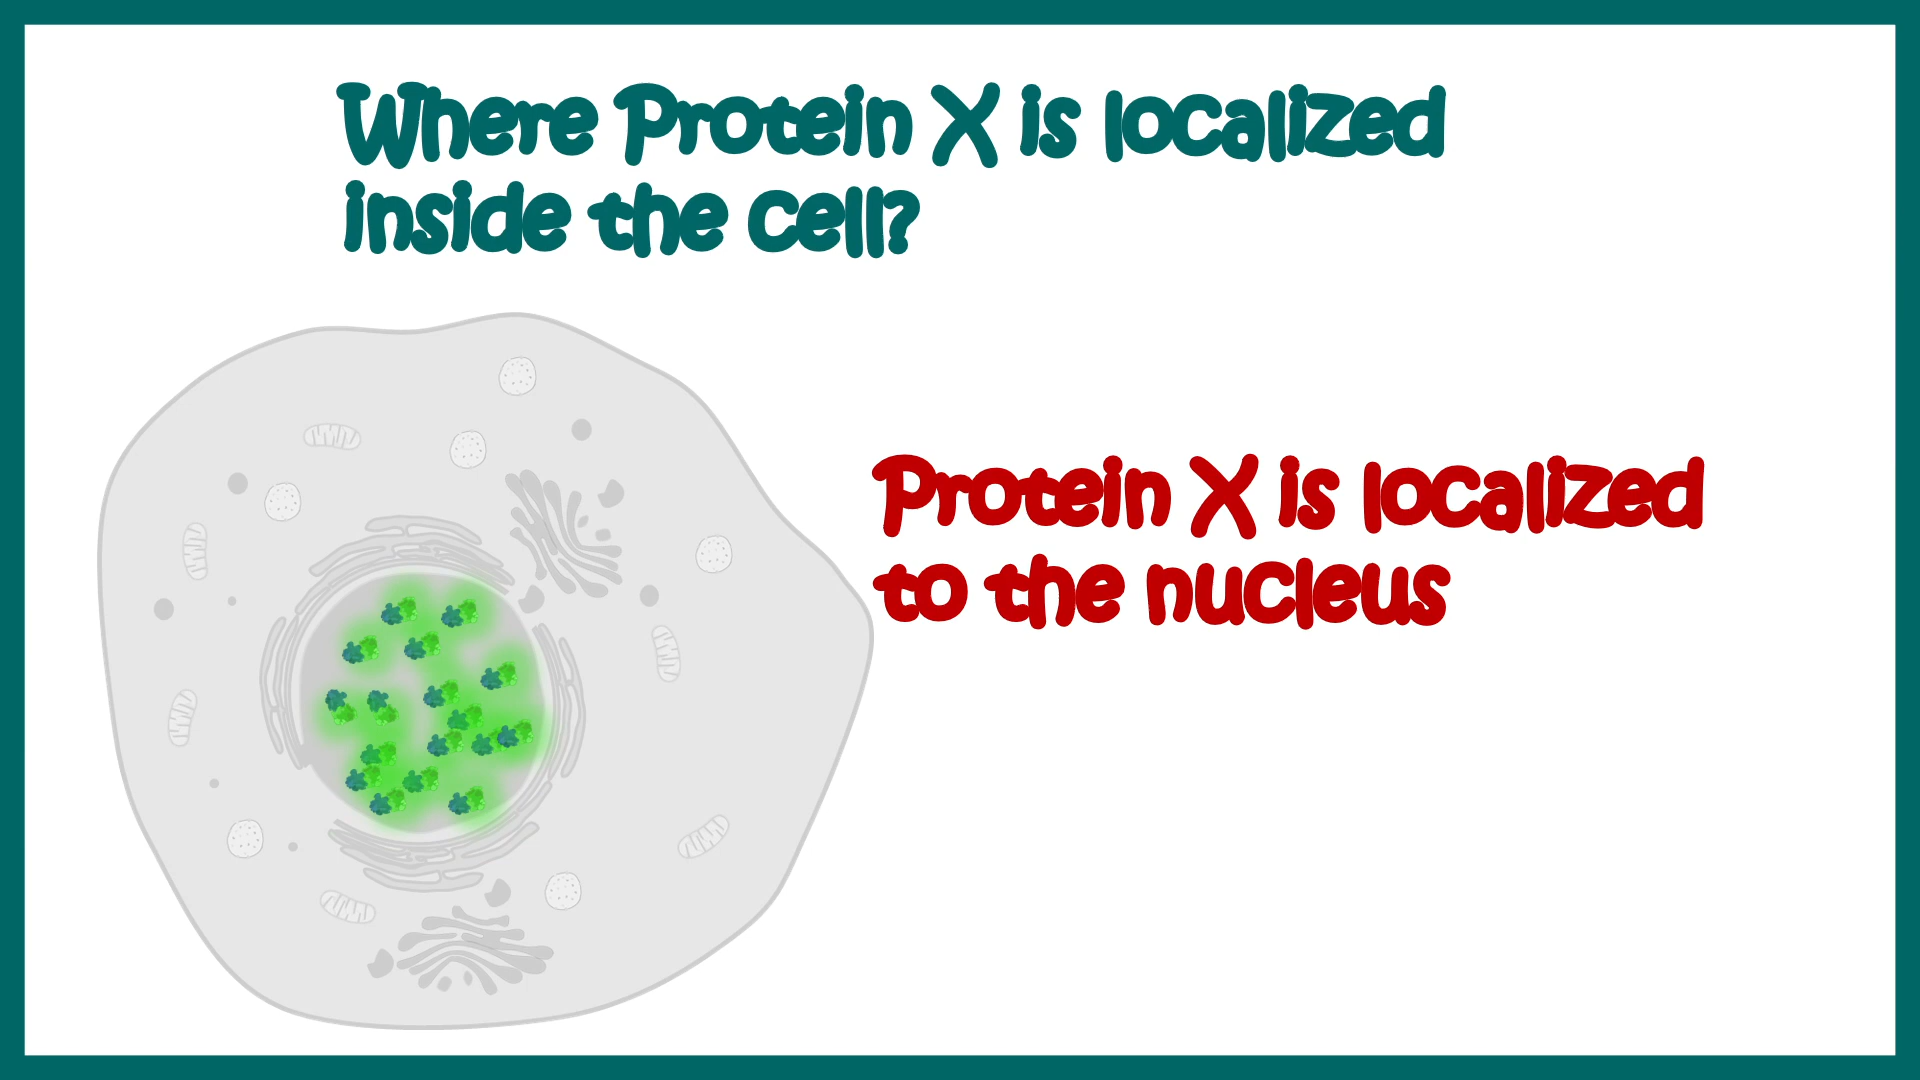 Where Protein X is localized
inside the cell?
Protein X is localized
to the nucleus